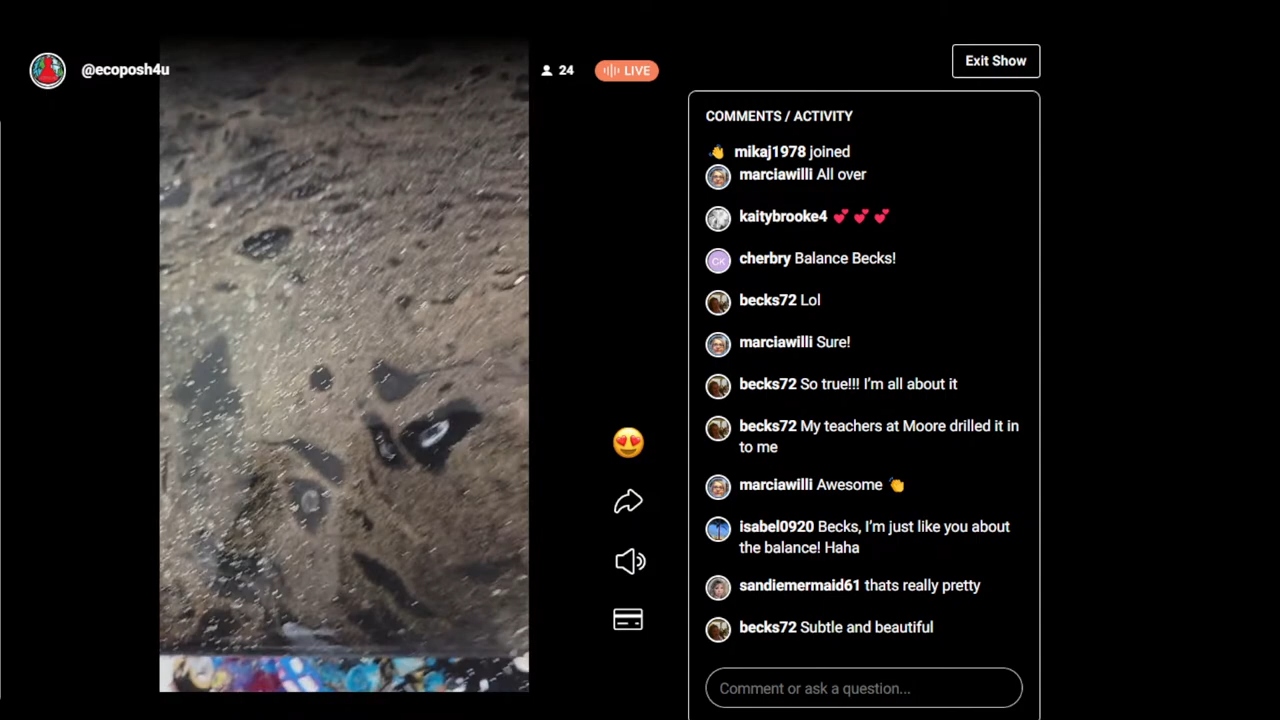 @ecoposh4u
24
LIVE
Exit Show
COMMENTS / ACTIVITY
mikaj1978 joined
marciawilli All over
kaitybrooke4
CK
cherbry Balance Becks!
becks72 Lol
marciawilli Sure!
becks72 So true!!! I'm all about it
becks72 My teachers at Moore drilled it in
to me
marciawilli Awesome
isabel0920 Becks, I'm just like you about
the balance! Haha
sandiemermaid61 thats really pretty
becks72 Subtle and beautiful
Comment or ask a question...